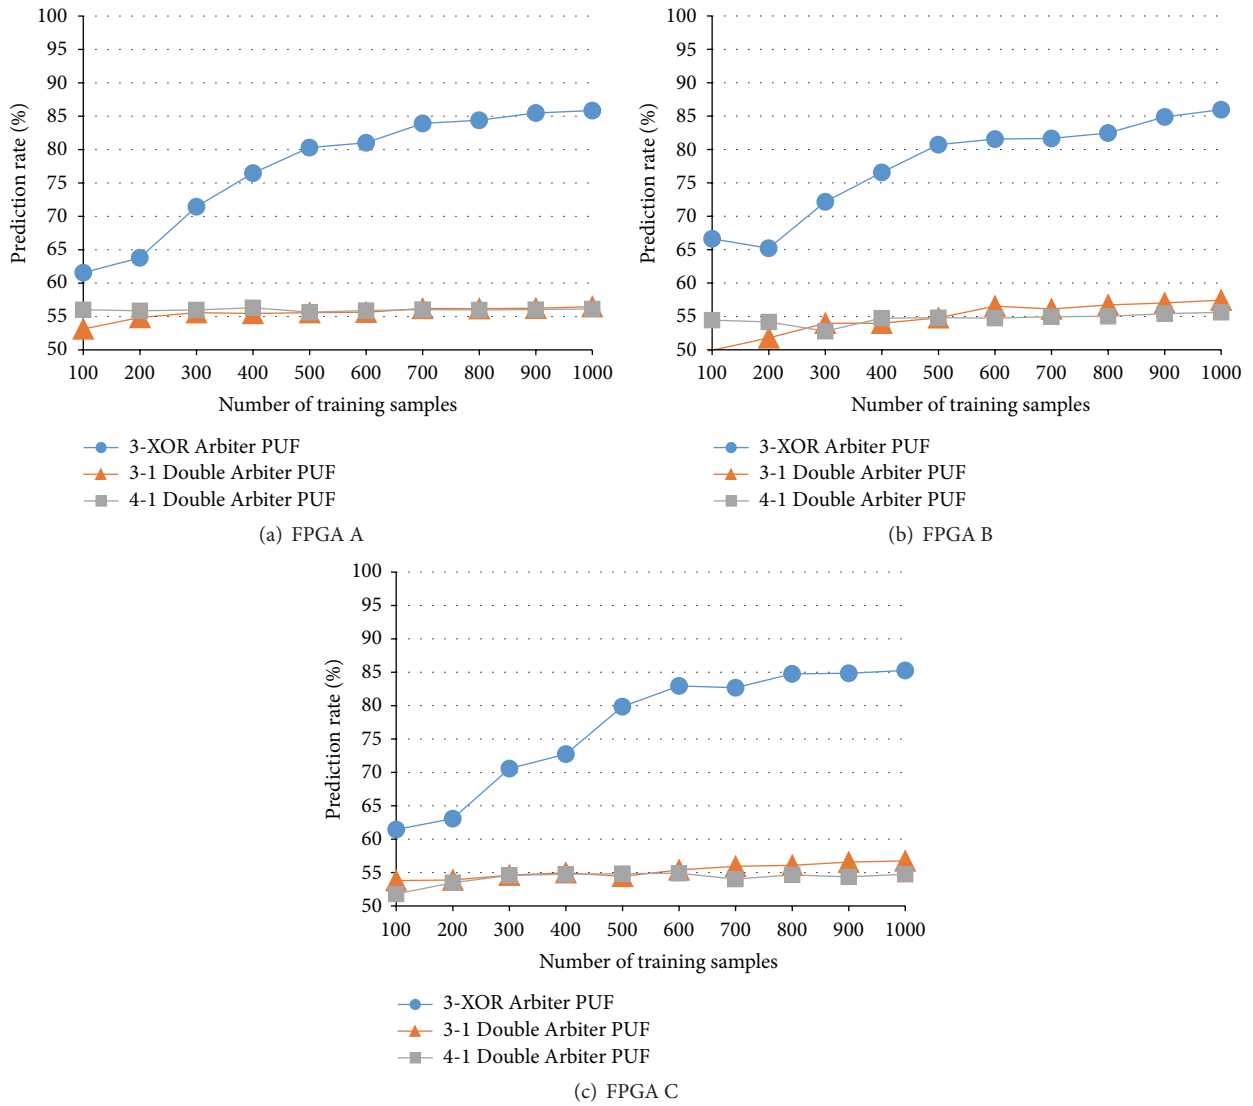 100
95
90
85
80
75
70
65
60
55
50
Prediction rate (%)
100 200 300 400 500 600 700 800 900 1000
Number of training samples
3-XOR Arbiter PUF
3-1 Double Arbiter PUF
4-1 Double Arbiter PUF
(a) FPGA A
100
95
90
85
80
75
70
65
60
55
50
Prediction rate (%)
100 200 300 400 500 600 700 800 900 1000
Number of training samples
3-XOR Arbiter PUF
3-1 Double Arbiter PUF
4-1 Double Arbiter PUF
(b) FPGA B
100
95
90
85
80
75
70
65
60
55
50
Prediction rate (%)
100 200 300 400 500 600 700 800 900 1000
Number of training samples
3-XOR Arbiter PUF
3-1 Double Arbiter PUF
4-1 Double Arbiter PUF
(c) FPGA C